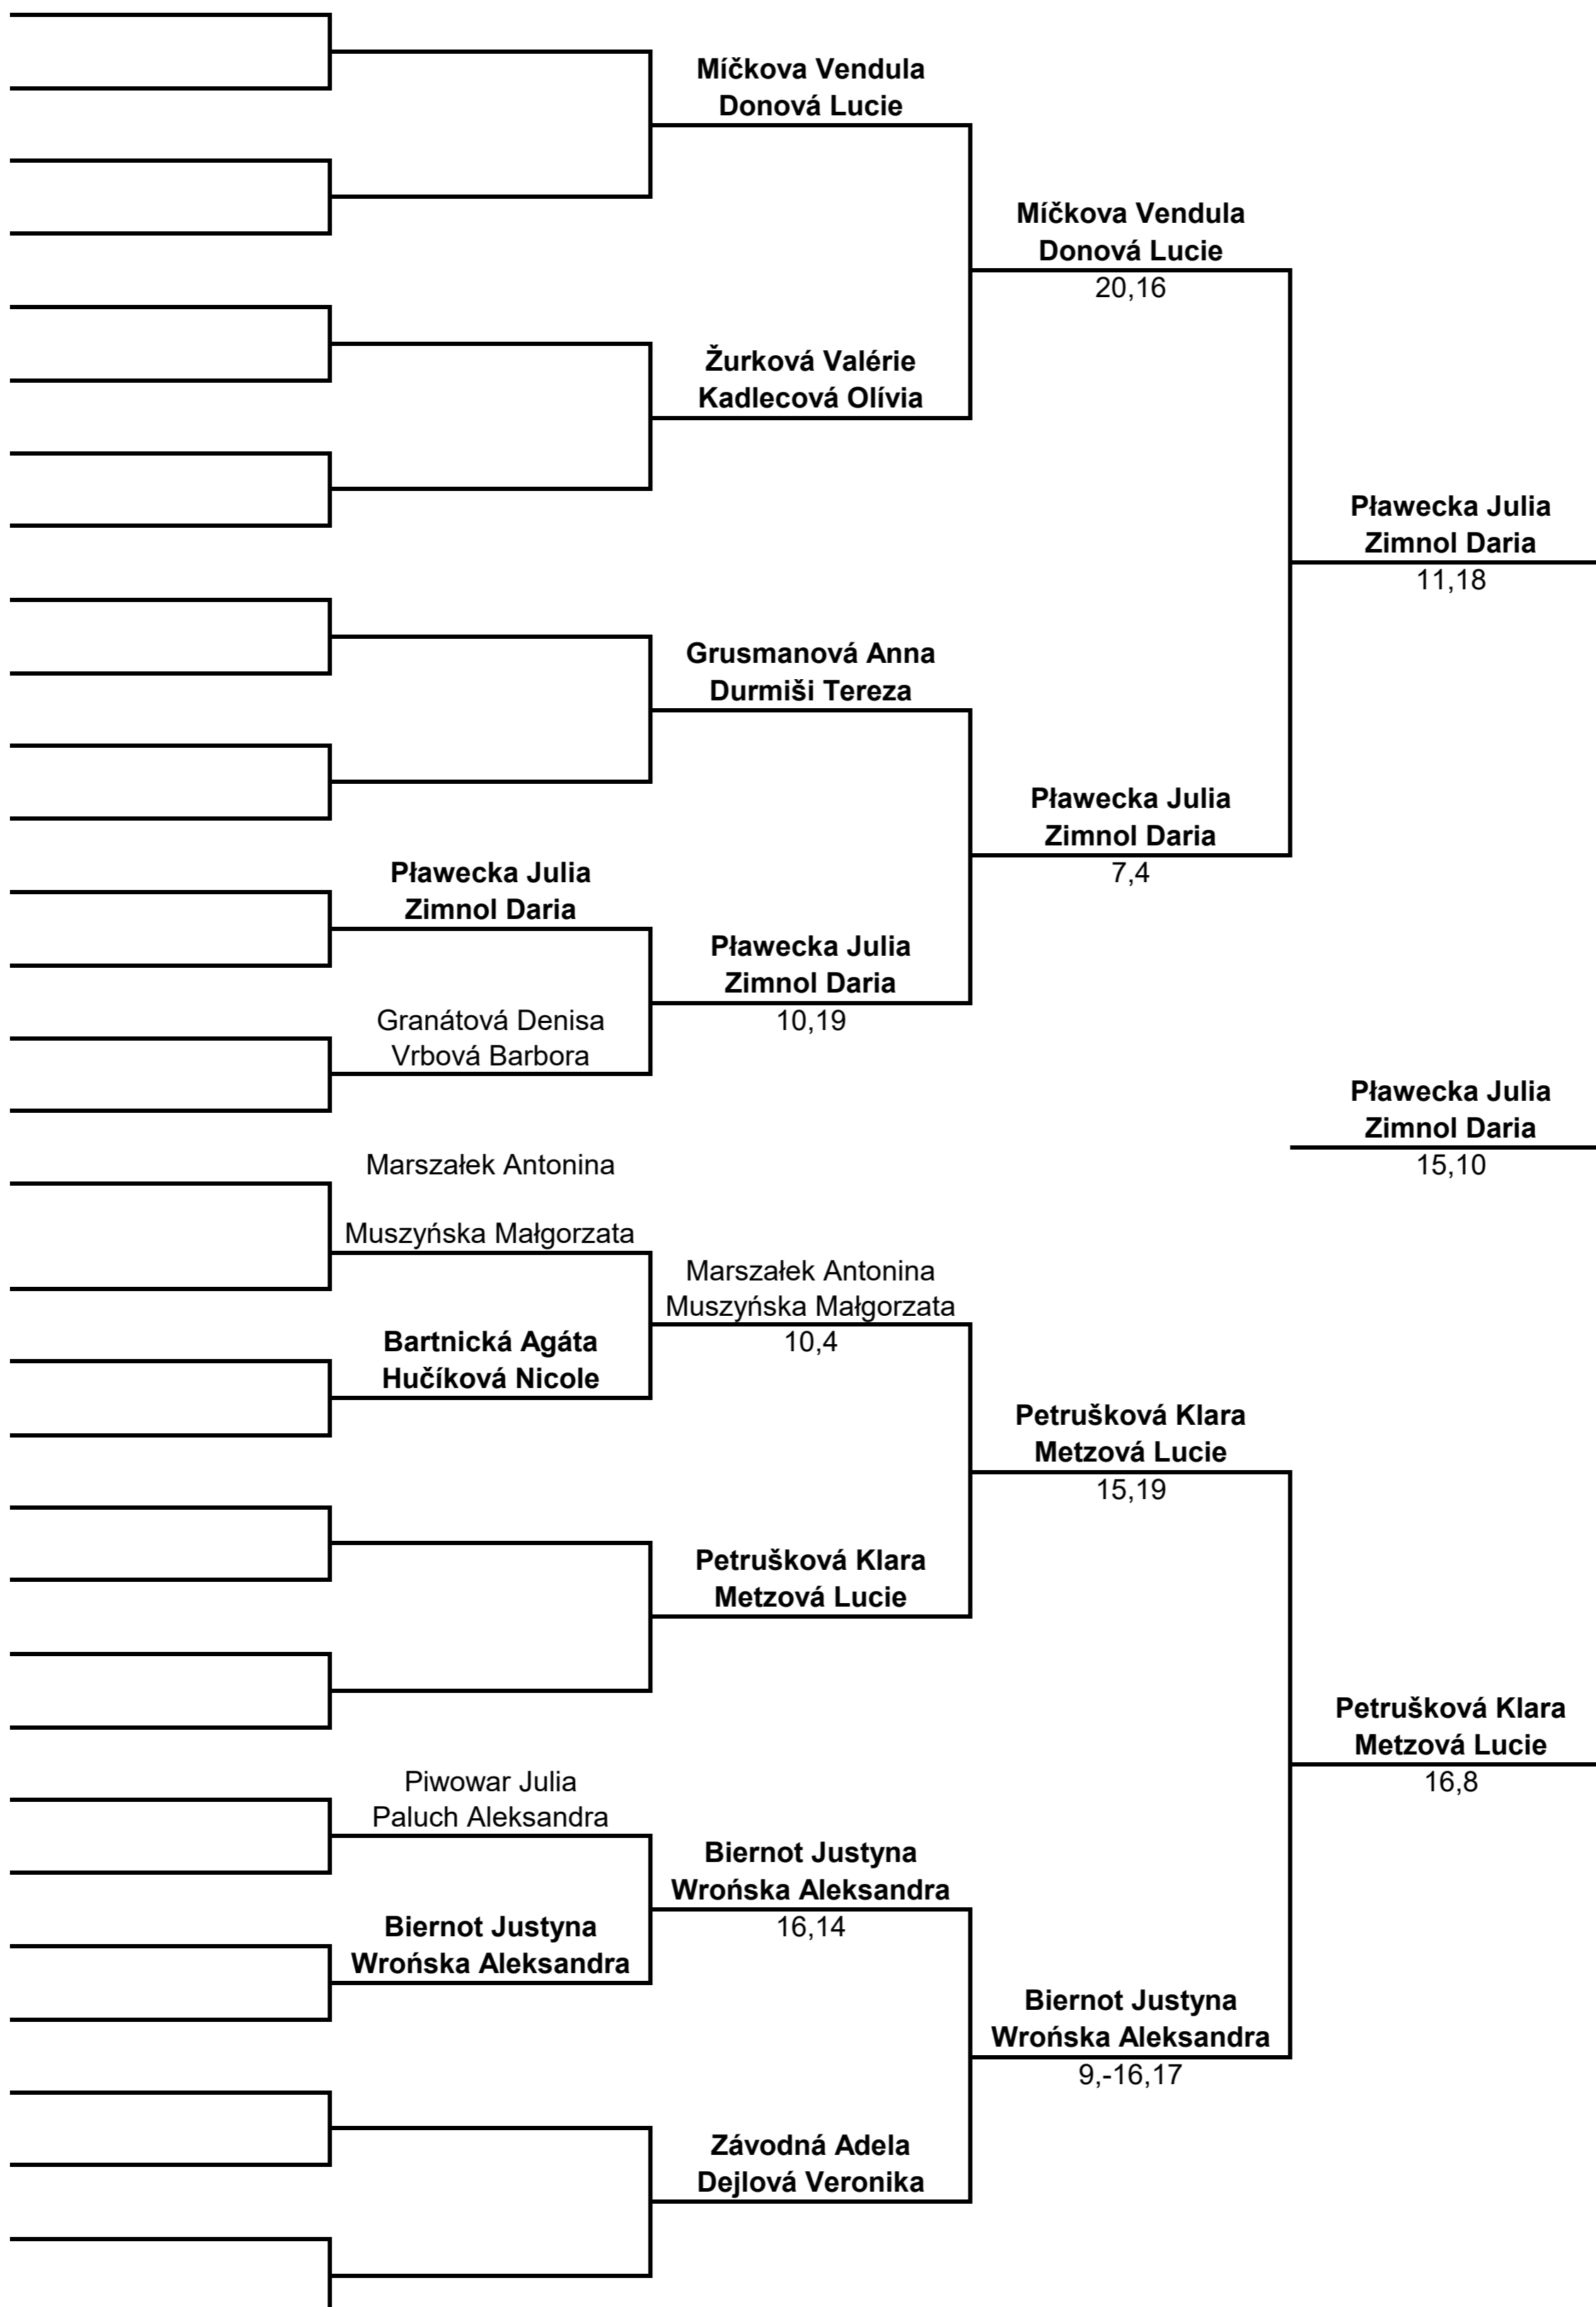 Míčkova Vendula
Donová Lucie
Míčkova Vendula
Donová Lucie
20,16
Žurková Valérie
Kadlecová Olívia
Pławecka Julia
Zimnol Daria
11,18
Grusmanová Anna
Durmiši Tereza
Pławecka Julia
Zimnol Daria
7,4
Pławecka Julia
Zimnol Daria
Pławecka Julia
Zimnol Daria
10,19
Granátová Denisa
Vrbová Barbora
Pławecka Julia
Zimnol Daria
15,10
Marszałek Antonina
Muszyńska Małgorzata
Marszałek Antonina
Muszyńska Małgorzata
10,4
Bartnická Agáta
Hučíková Nicole
Petrušková Klara
Metzová Lucie
15,19
Petrušková Klara
Metzová Lucie
Petrušková Klara
Metzová Lucie
16,8
Piwowar Julia
Paluch Aleksandra
Biernot Justyna
Wrońska Aleksandra
16,14
Biernot Justyna
Wrońska Aleksandra
Biernot Justyna
Wrońska Aleksandra
9,-16,17
Závodná Adela
Dejlová Veronika